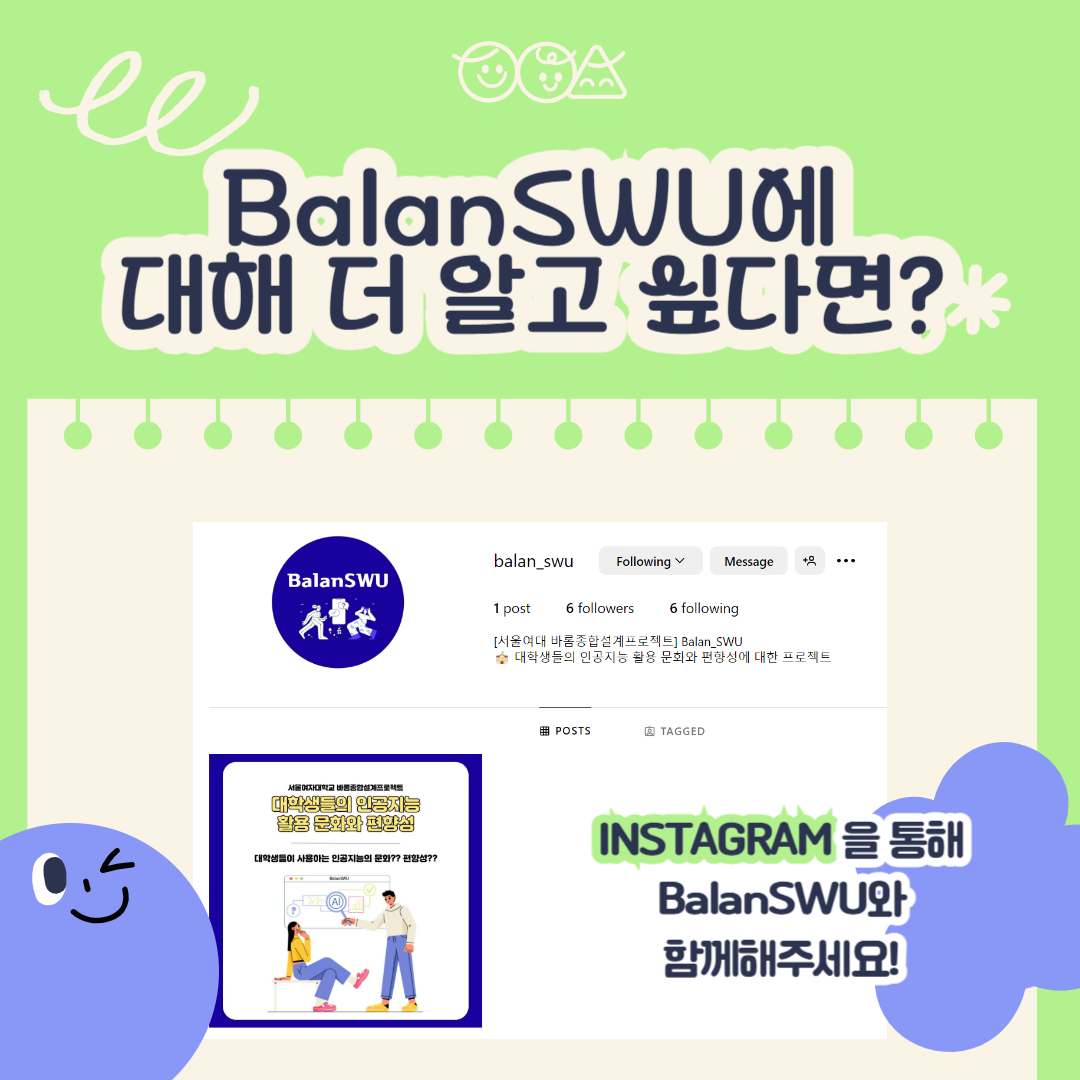 BalanSWU에
대해 더 알고 싶다면?
BalanSWU
balan_swu
Following
Message
1 post
6 followers
6 following
[서울여대 바롬종합설계프로젝트] Balan_SWU
대학생들의 인공지능 활용 문화와 편향성에 대한 프로젝트
POSTS
TAGGED
서울여자대학교 바롬종합설계프로젝트
대학생들의 인공지능
활용 문화와 편향성
대학생들이 사용하는 인공지능의 문화?? 편향성??
BalanSWU
?
AI
INSTAGRAM 을 통해
BalanSWU와
함께해주세요!